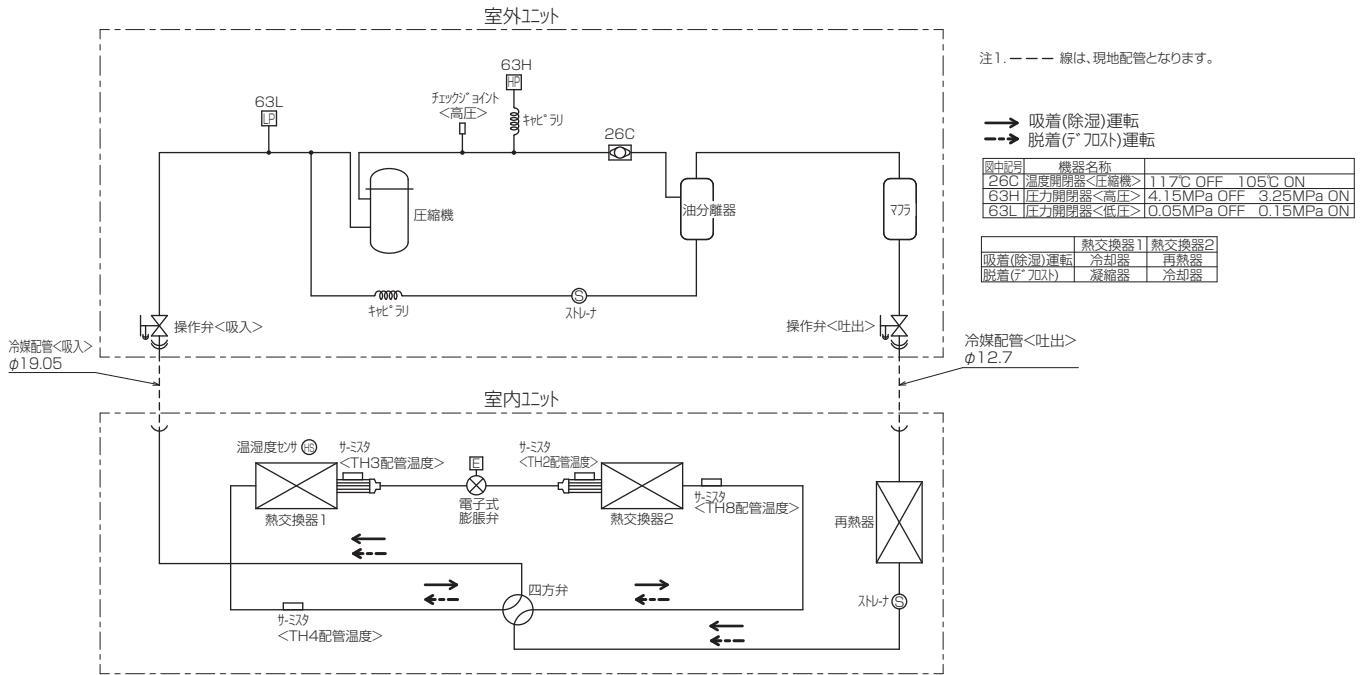 室外ユニット
注1. ――― 線は、現地配管となります。
63H
HP
チェックジョイント
<高圧>
キャピラリ
63L
LP
26C
吸着(除湿)運転
脱着(デフロスト)運転
図中記号 機器名称
26C 温度開閉器<圧縮機> 117℃ OFF 105℃ ON
63H 圧力開閉器<高圧> 4.15MPa OFF 3.25MPa ON
63L 圧力開閉器<低圧> 0.05MPa OFF 0.15MPa ON
圧縮機
油分離器
マフラ
熱交換器1 熱交換器2
吸着(除湿)運転 冷却器 再熱器
脱着(デフロスト) 凝縮器 冷却器
キャピラリ
S
ストレーナ
操作弁<吸入>
操作弁<吐出>
冷媒配管<吸入>
φ19.05
冷媒配管<吐出>
φ12.7
室内ユニット
温湿度センサ HS
サーミスタ
<TH3配管温度>
E
電子式
膨脹弁
サーミスタ
<TH2配管温度>
サーミスタ
<TH8配管温度>
熱交換器1
熱交換器2
再熱器
四方弁
ストレーナ S
サーミスタ
<TH4配管温度>